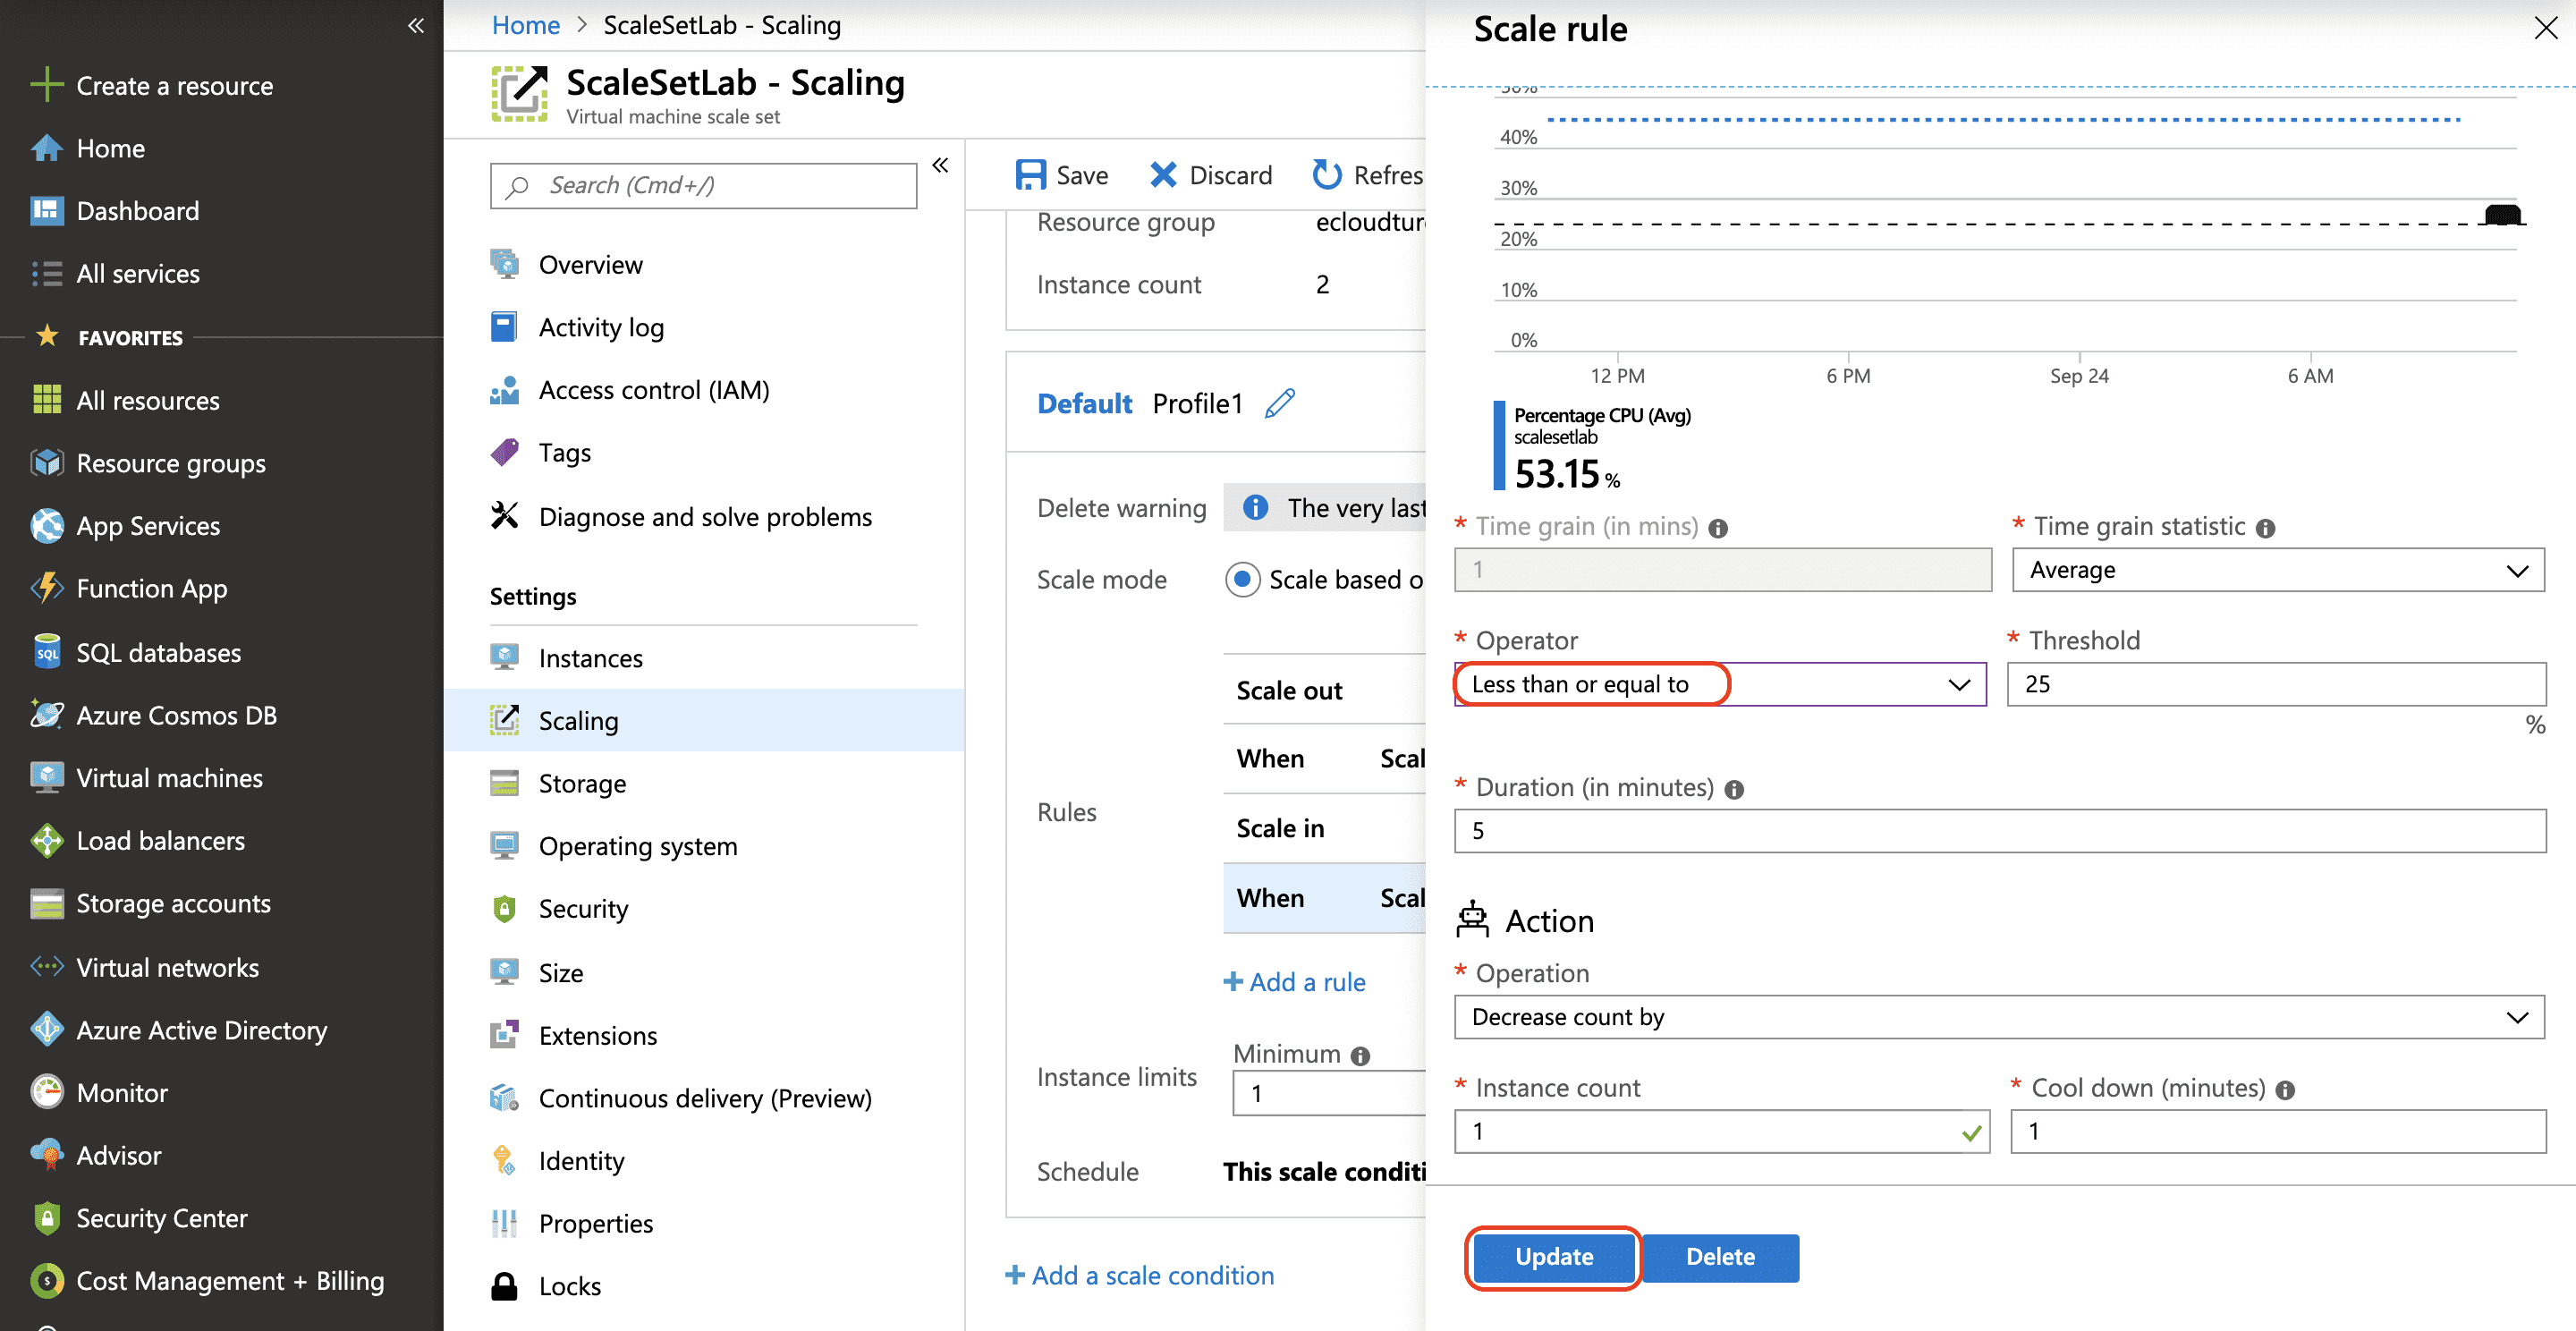 «
Create a resource
Home
Dashboard
All services
FAVORITES
All resources
Resource groups
App Services
Function App
SQL databases
Azure Cosmos DB
Virtual machines
Load balancers
Storage accounts
Virtual networks
Azure Active Directory
Monitor
Advisor
Security Center
Cost Management + Billing
Home > ScaleSetLab - Scaling
ScaleSetLab - Scaling
Virtual machine scale set
Search (Cmd+/)
«
Overview
Activity log
Access control (IAM)
Tags
Diagnose and solve problems
Settings
Instances
Scaling
Storage
Operating system
Security
Size
Extensions
Continuous delivery (Preview)
Identity
Properties
Locks
Save Discard Refres
Resource group ecloudture
Instance count 2
Default Profile1
Delete warning The very last
Scale mode Scale based o
Rules
Scale out
When Scal
Scale in
When Scal
+ Add a rule
Instance limits
Minimum
1
Schedule This scale conditi
+ Add a scale condition
Scale rule
50%
40%
30%
20%
10%
0%
12 PM 6 PM Sep 24 6 AM
Percentage CPU (Avg)
scalesetlab
53.15 %
* Time grain (in mins)
1
* Time grain statistic
Average
* Operator
Less than or equal to
* Threshold
25
%
* Duration (in minutes)
5
Action
* Operation
Decrease count by
* Instance count
1
* Cool down (minutes)
1
Update Delete